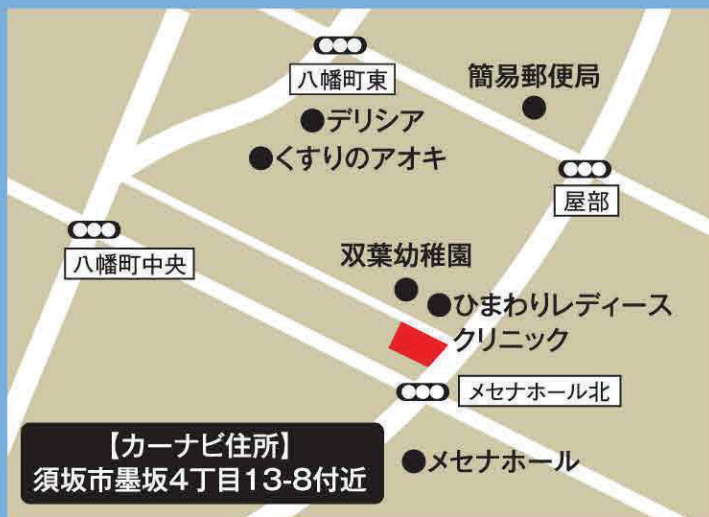 八幡町東
簡易郵便局
●デリシア
●くすりのアオキ
屋部
八幡町中央
双葉幼稚園
●ひまわりレディース
クリニック
メセナホール北
【カーナビ住所】
須坂市墨坂4丁目13-8付近
●メセナホール